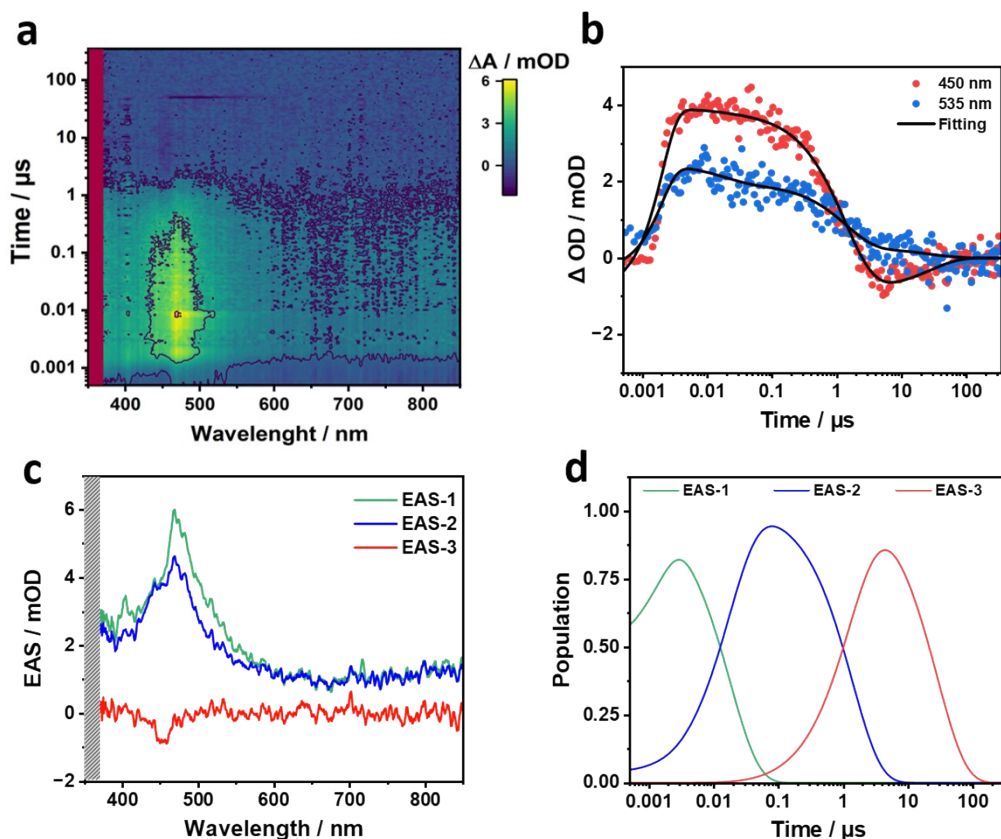 a
ΔA / mOD
6
3
0
100
10
1
0.1
0.01
0.001
Time / µs
400
500
600
700
800
Wavelenght / nm
b
450 nm
535 nm
Fitting
4
2
0
−2
Δ OD / mOD
0.001
0.01
0.1
1
10
100
Time / µs
c
EAS-1
EAS-2
EAS-3
6
4
2
0
−2
EAS / mOD
400
500
600
700
800
Wavelength / nm
d
EAS-1
EAS-2
EAS-3
1.00
0.75
0.50
0.25
0.00
Population
0.001
0.01
0.1
1
10
100
Time / µs